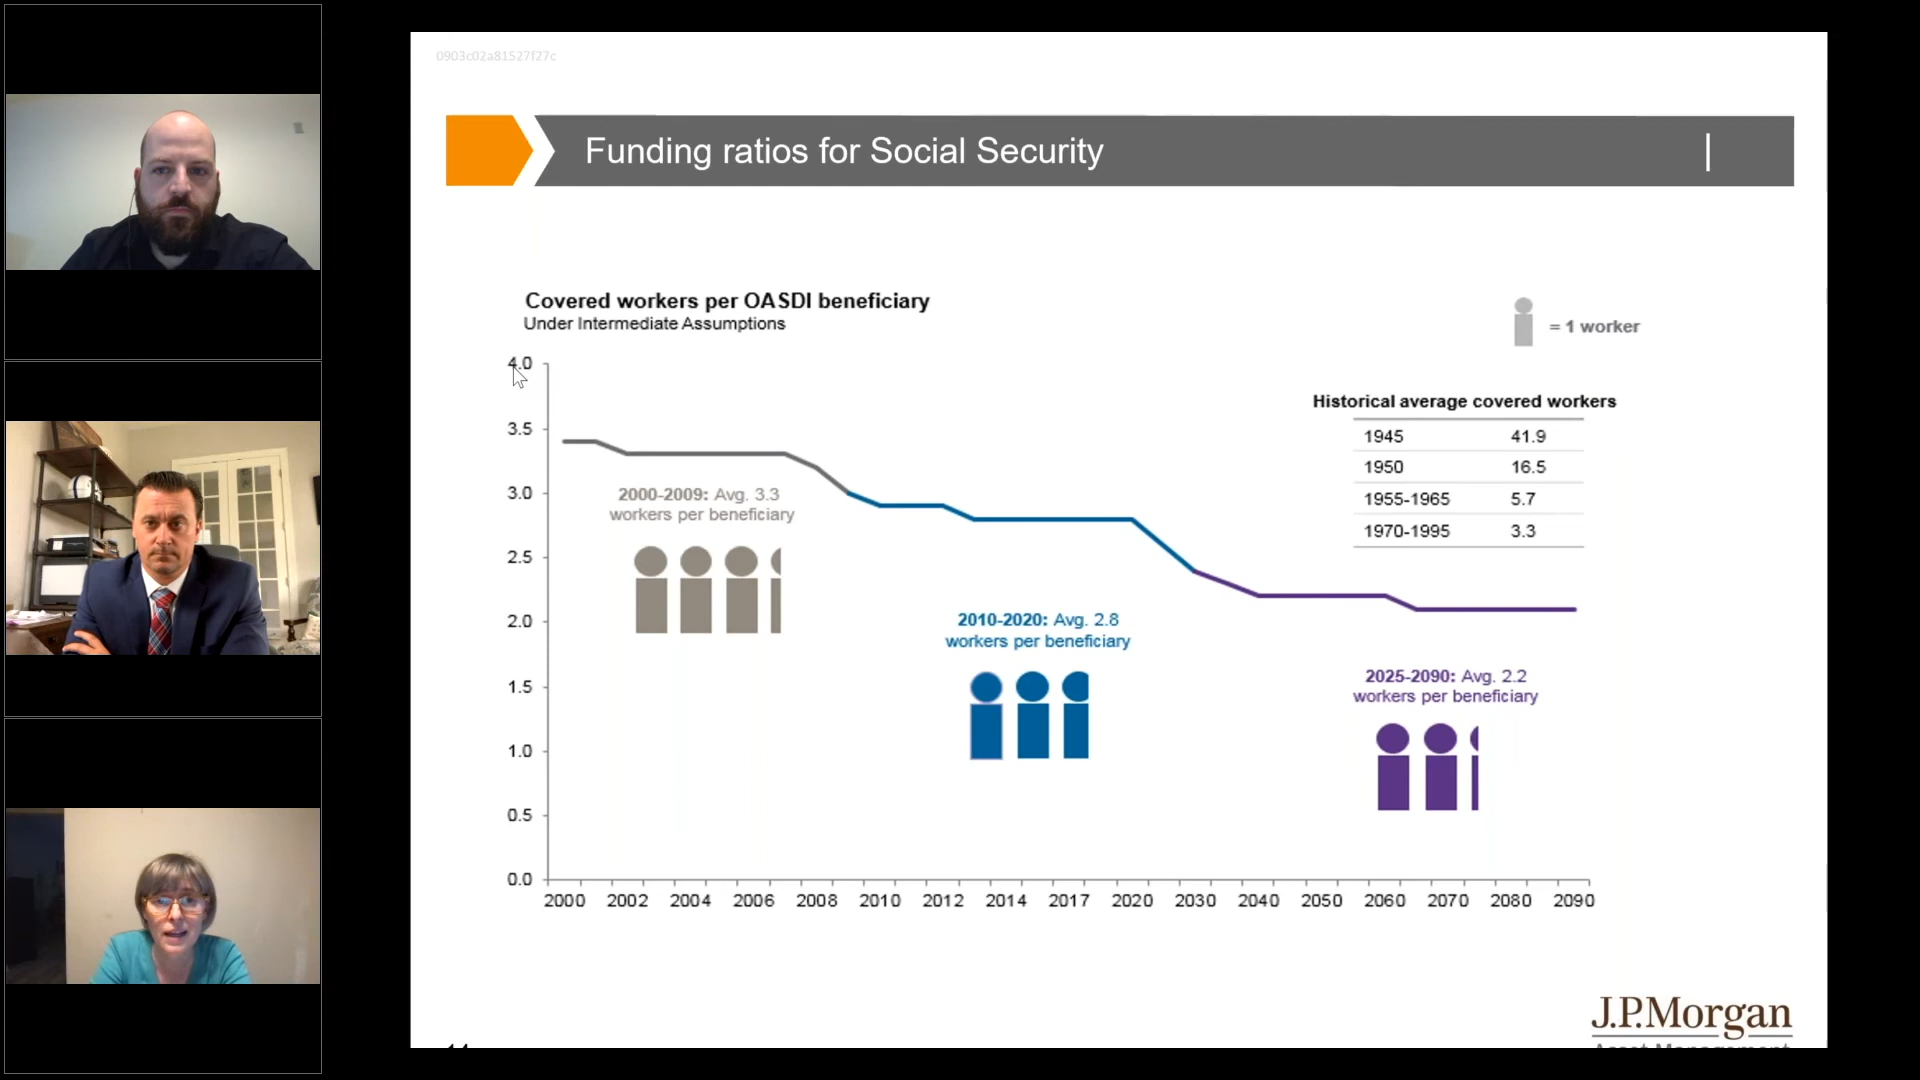 0903c02a81527f27c
Funding ratios for Social Security
Covered workers per OASDI beneficiary
Under Intermediate Assumptions
= 1 worker
4.0
3.5
3.0
2.5
2.0
1.5
1.0
0.5
0.0
Historical average covered workers
1945 41.9
1950 16.5
1955-1965 5.7
1970-1995 3.3
2000-2009: Avg. 3.3
workers per beneficiary
2010-2020: Avg. 2.8
workers per beneficiary
2025-2090: Avg. 2.2
workers per beneficiary
2000 2002 2004 2006 2008 2010 2012 2014 2017 2020 2030 2040 2050 2060 2070 2080 2090
J.P.Morgan
Asset Management